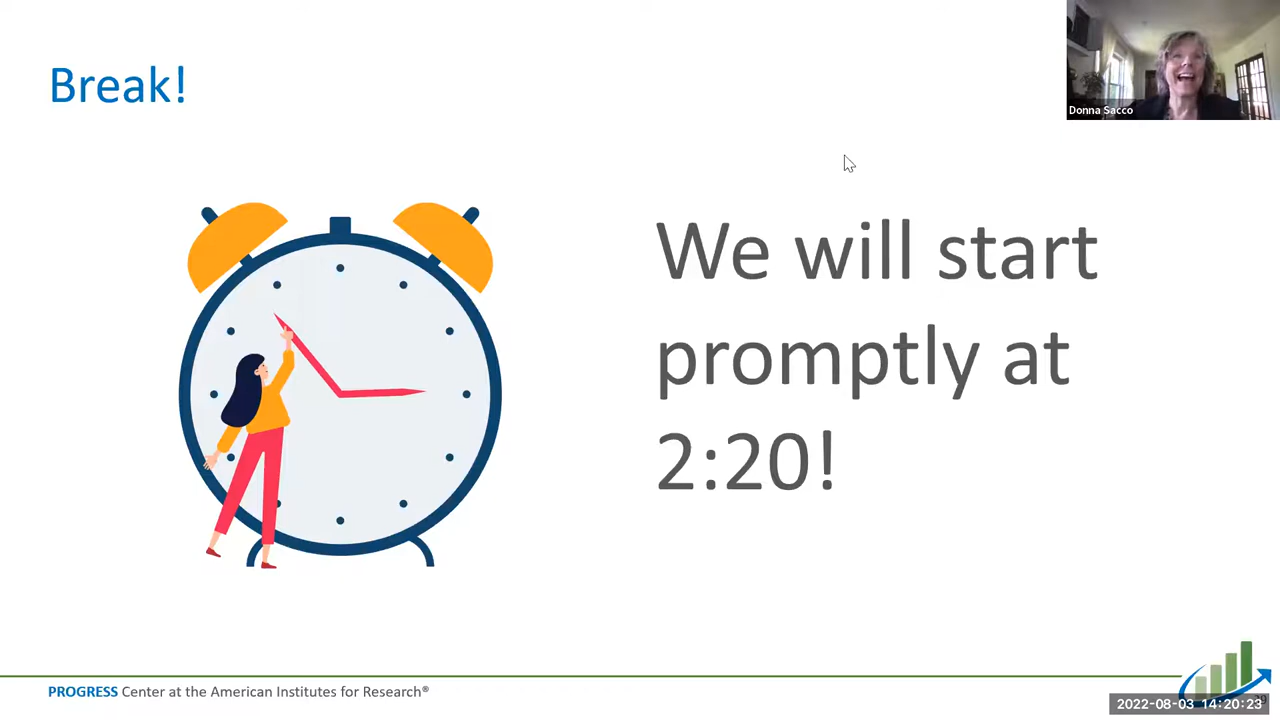 Break!
Donna Sacco
We will start
promptly at
2:20!
PROGRESS Center at the American Institutes for Research®
2022-08-03 14:20:23